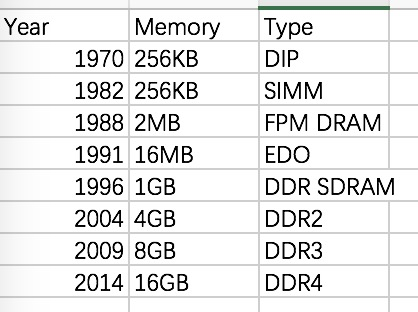 Year Memory Type
1970 256KB DIP
1982 256KB SIMM
1988 2MB FPM DRAM
1991 16MB EDO
1996 1GB DDR SDRAM
2004 4GB DDR2
2009 8GB DDR3
2014 16GB DDR4